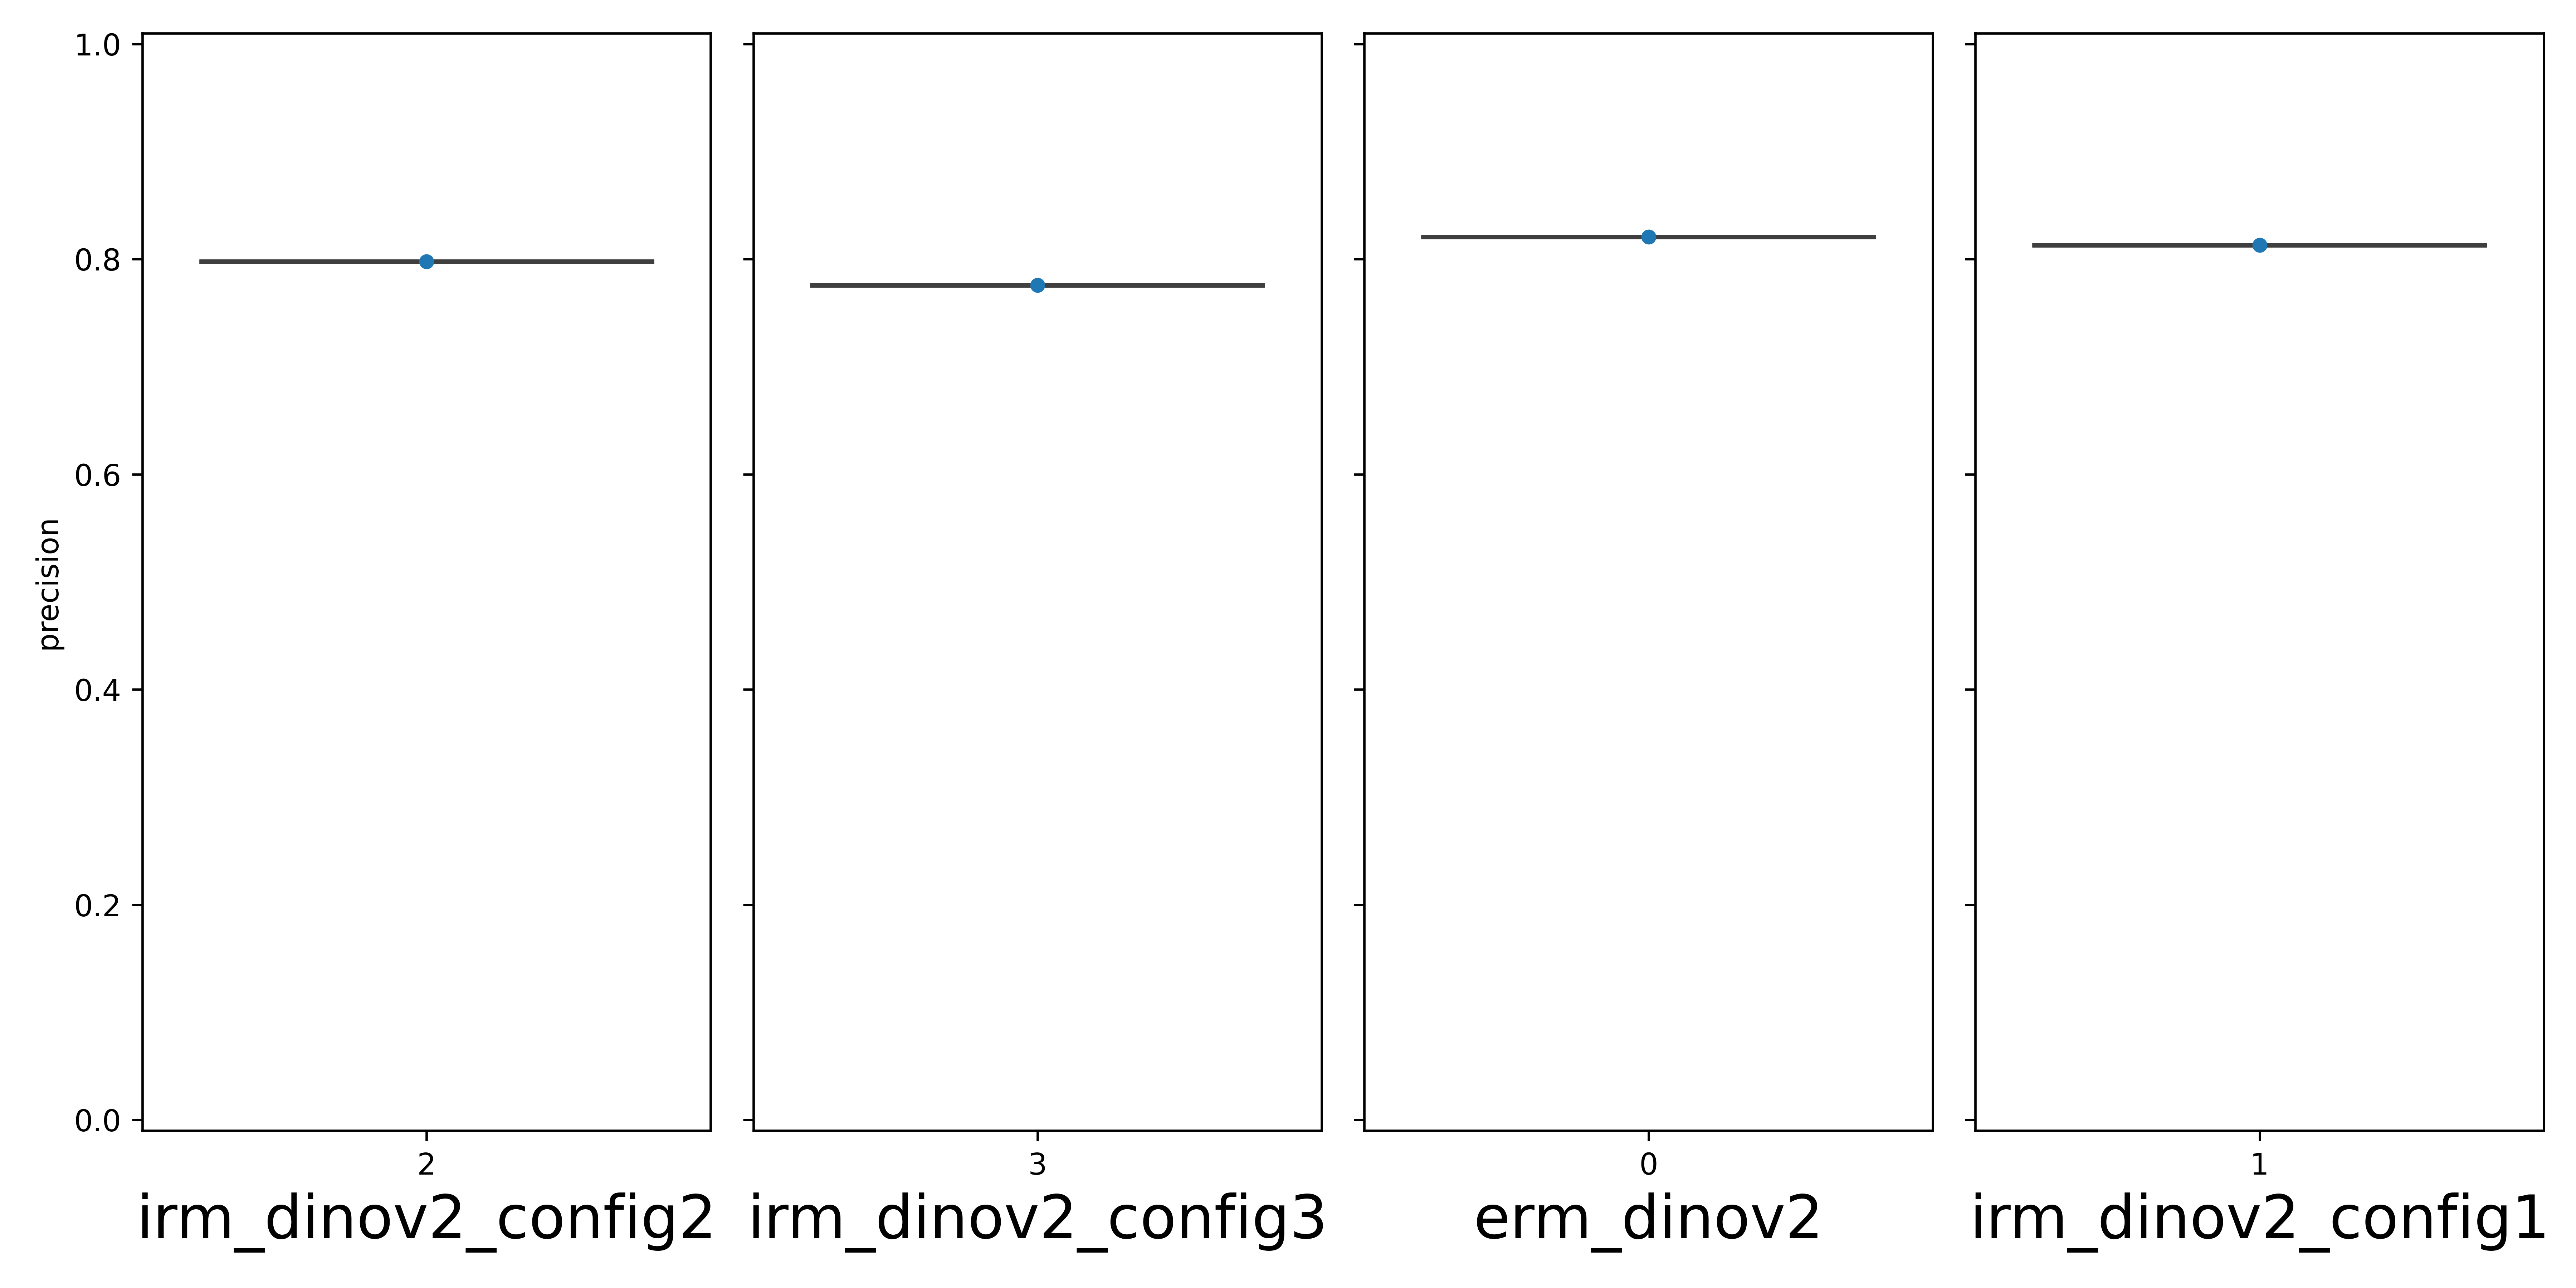 precision
1.0
0.8
0.6
0.4
0.2
0.0
2
3
0
1
irm_dinov2_config2
irm_dinov2_config3
erm_dinov2
irm_dinov2_config1